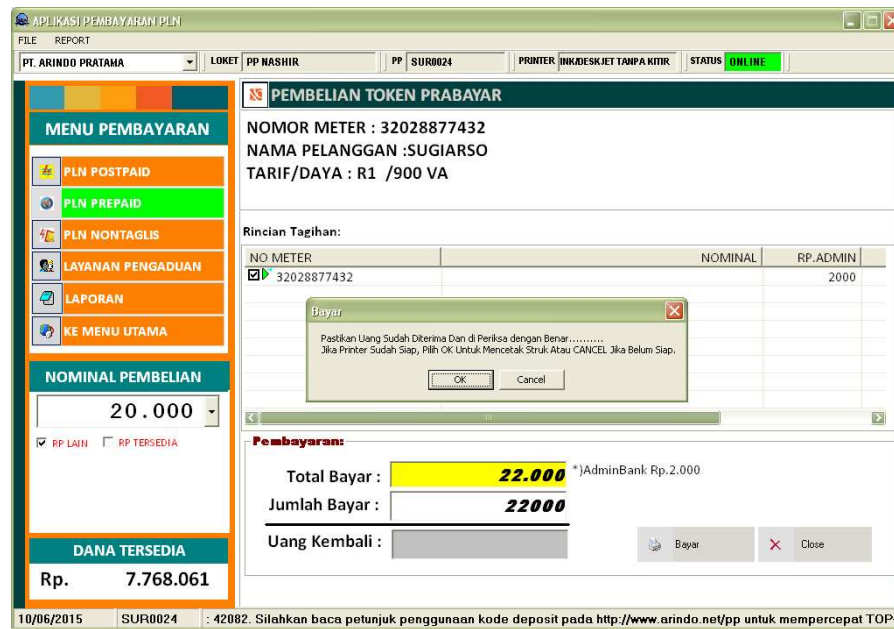 APLIKASI PEMBAYARAN PLN
FILE REPORT
PT. ARINDO PRATAMA LOKET PP NASHIR PP SUR0024 PRINTER INK/DESKJET TANPA KITIR STATUS ONLINE
PEMBELIAN TOKEN PRABAYAR
MENU PEMBAYARAN
PLN POSTPAID
PLN PREPAID
PLN NONTAGLIS
LAYANAN PENGADUAN
LAPORAN
KE MENU UTAMA
NOMINAL PEMBELIAN
20.000
RP LAIN RP TERSEDIA
DANA TERSEDIA
Rp. 7.768.061
NOMOR METER : 32028877432
NAMA PELANGGAN :SUGIARSO
TARIF/DAYA : R1 /900 VA
Rincian Tagihan:
NO METER NOMINAL RP.ADMIN
32028877432 2000
Bayar
Pastikan Uang Sudah Diterima Dan di Periksa dengan Benar..........
Jika Printer Sudah Siap, Pilih OK Untuk Mencetak Struk Atau CANCEL Jika Belum Siap.
OK Cancel
Pembayaran:
Total Bayar : 22.000 *)AdminBank Rp.2.000
Jumlah Bayar : 22000
Uang Kembali :
Bayar Close
10/06/2015 SUR0024 : 42082. Silahkan baca petunjuk penggunaan kode deposit pada http://www.arindo.net/pp untuk mempercepat TOP